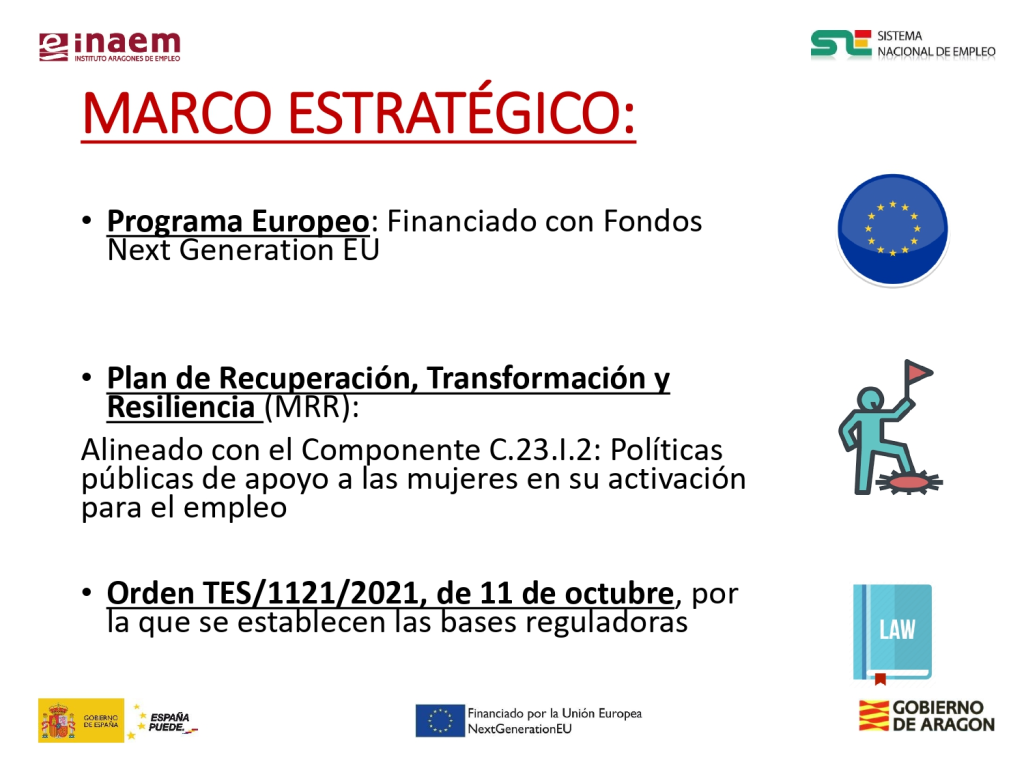 inaem
INSTITUTO ARAGONES DE EMPLEO
SISTEMA
NACIONAL DE EMPLEO
MARCO ESTRATÉGICO:
• Programa Europeo: Financiado con Fondos
Next Generation EU
• Plan de Recuperación, Transformación y
Resiliencia (MRR):
Alineado con el Componente C.23.I.2: Políticas
públicas de apoyo a las mujeres en su activación
para el empleo
• Orden TES/1121/2021, de 11 de octubre, por
la que se establecen las bases reguladoras
LAW
GOBIERNO
DE ESPAÑA
ESPAÑA
PUEDE.
Financiado por la Unión Europea
NextGenerationEU
GOBIERNO
DE ARAGON